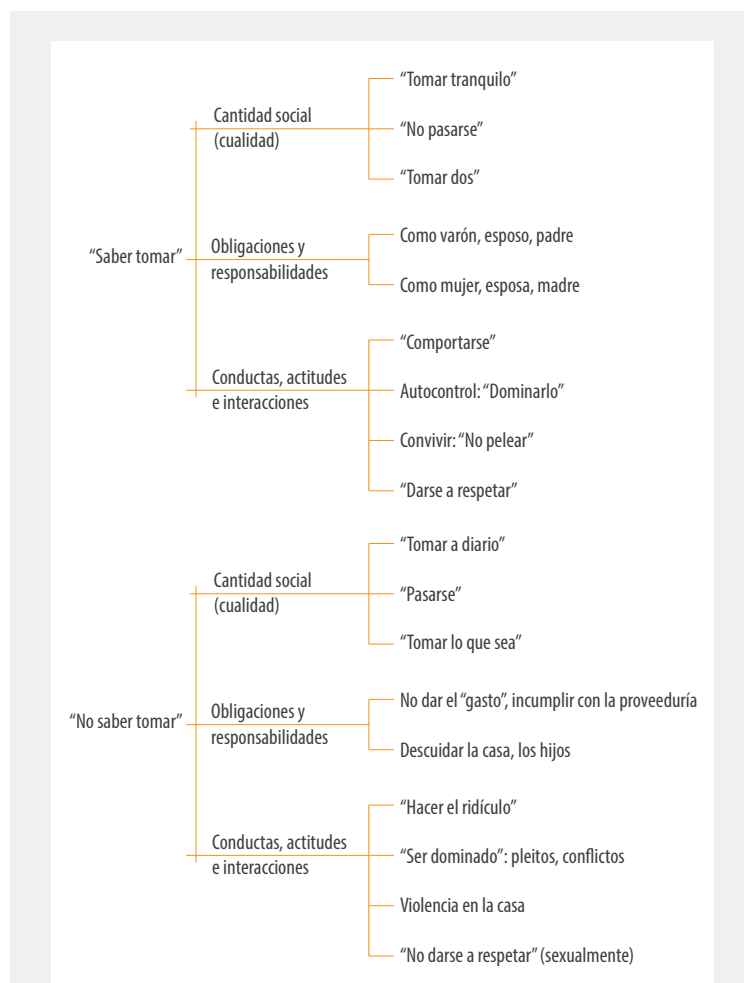 “Saber tomar”
Cantidad social
(cualidad)
“Tomar tranquilo”
“No pasarse”
“Tomar dos”
Obligaciones y
responsabilidades
Como varón, esposo, padre
Como mujer, esposa, madre
Conductas, actitudes
e interacciones
“Comportarse”
Autocontrol: “Dominarlo”
Convivir: “No pelear”
“Darse a respetar”
“No saber tomar”
Cantidad social
(cualidad)
“Tomar a diario”
“Pasarse”
“Tomar lo que sea”
Obligaciones y
responsabilidades
No dar el “gasto”, incumplir con la proveeduría
Descuidar la casa, los hijos
Conductas, actitudes
e interacciones
“Hacer el ridículo”
“Ser dominado”: pleitos, conflictos
Violencia en la casa
“No darse a respetar” (sexualmente)